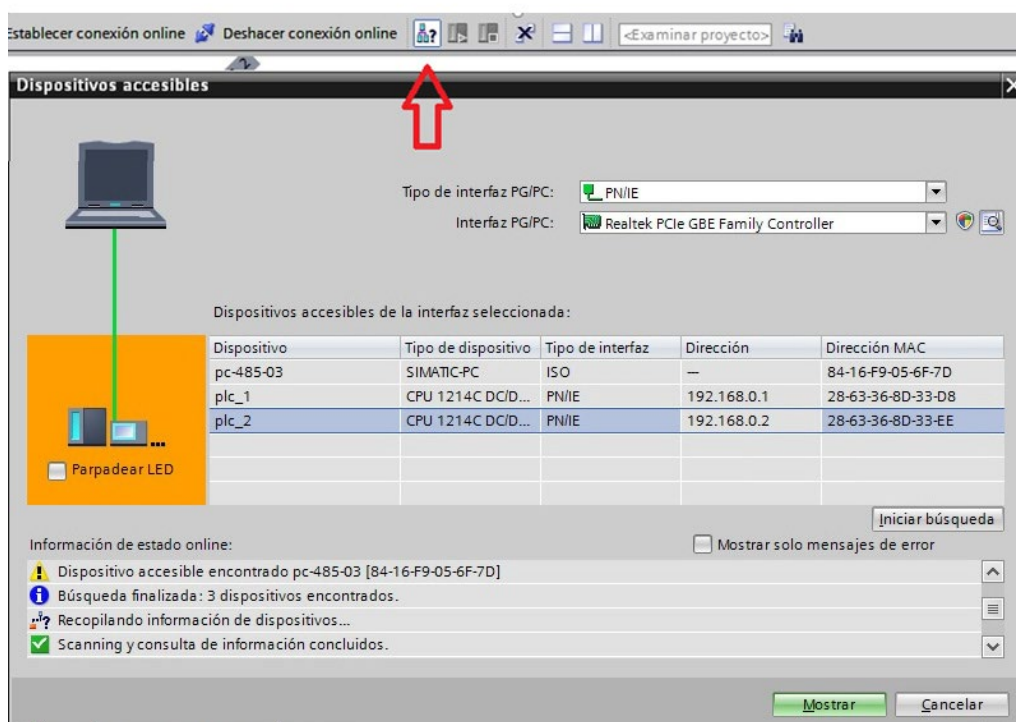 Establecer conexión online Deshacer conexión online <Examinar proyecto>
Dispositivos accesibles
Tipo de interfaz PG/PC: PN/IE
Interfaz PG/PC: Realtek PCIe GBE Family Controller
Dispositivos accesibles de la interfaz seleccionada:
Dispositivo Tipo de dispositivo Tipo de interfaz Dirección Dirección MAC
pc-485-03 SIMATIC-PC ISO — 84-16-F9-05-6F-7D
plc_1 CPU 1214C DC/D... PN/IE 192.168.0.1 28-63-36-8D-33-D8
plc_2 CPU 1214C DC/D... PN/IE 192.168.0.2 28-63-36-8D-33-EE
Parpadear LED
Iniciar búsqueda
Información de estado online: Mostrar solo mensajes de error
Dispositivo accesible encontrado pc-485-03 [84-16-F9-05-6F-7D]
Búsqueda finalizada: 3 dispositivos encontrados.
Recopilando información de dispositivos...
Scanning y consulta de información concluidos.
Mostrar Cancelar